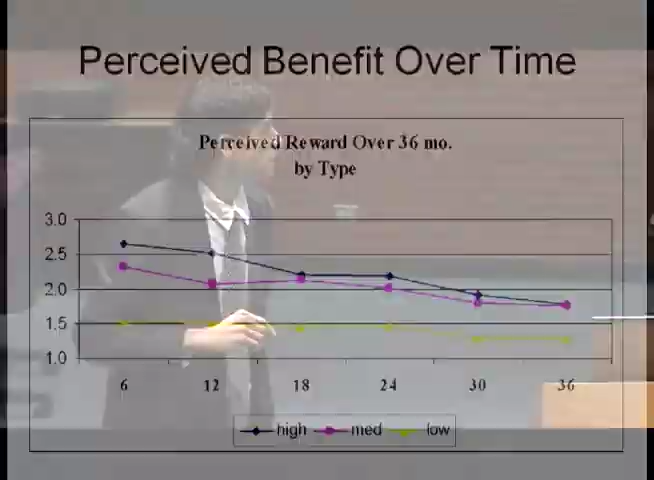 Perceived Benefit Over Time
Perceived Reward Over 36 mo.
by Type
3.0
2.5
2.0
1.5
1.0
6 12 18 24 30 36
high med low